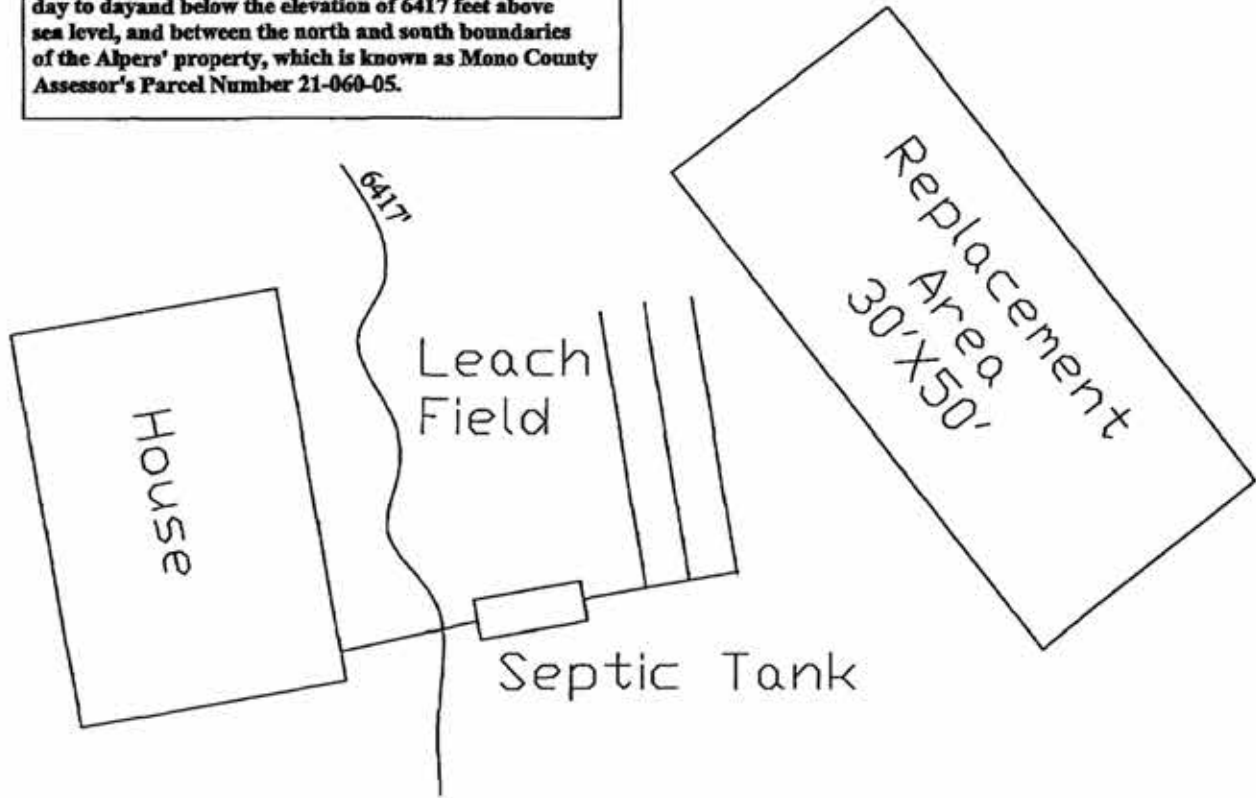 day to dayand below the elevation of 6417 feet above
sea level, and between the north and south boundaries
of the Alpers' property, which is known as Mono County
Assessor's Parcel Number 21-060-05.
6417'
Replacement
Area
30'X50'
Leach
Field
House
Septic Tank